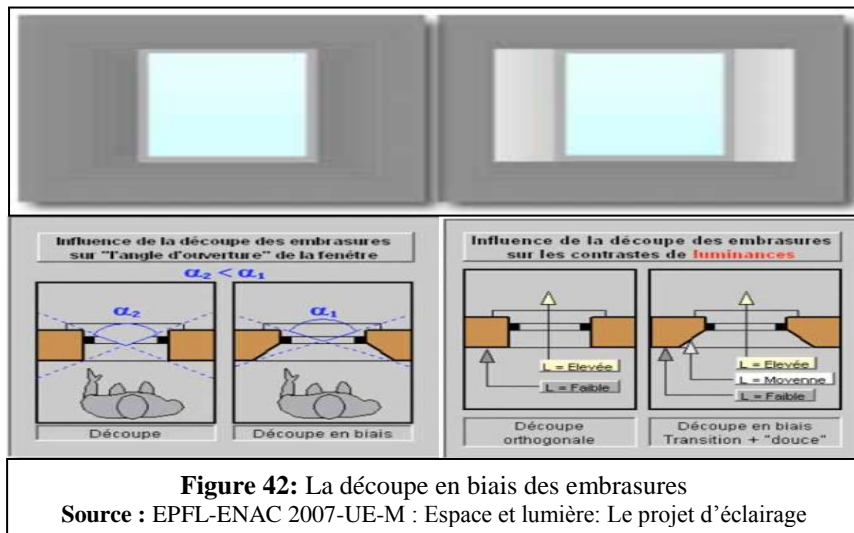 Influence de la découpe des embrasures
sur "l'angle d'ouverture" de la fenêtre
α2 < α1
α2
α1
Découpe
Découpe en biais
Influence de la découpe des embrasures
sur les contrastes de luminances
L = Elevée
L = Faible
L = Elevée
L = Moyenne
L = Faible
Découpe
orthogonale
Découpe en biais
Transition + "douce"
Figure 42: La découpe en biais des embrasures
Source : EPFL-ENAC 2007-UE-M : Espace et lumière: Le projet d'éclairage